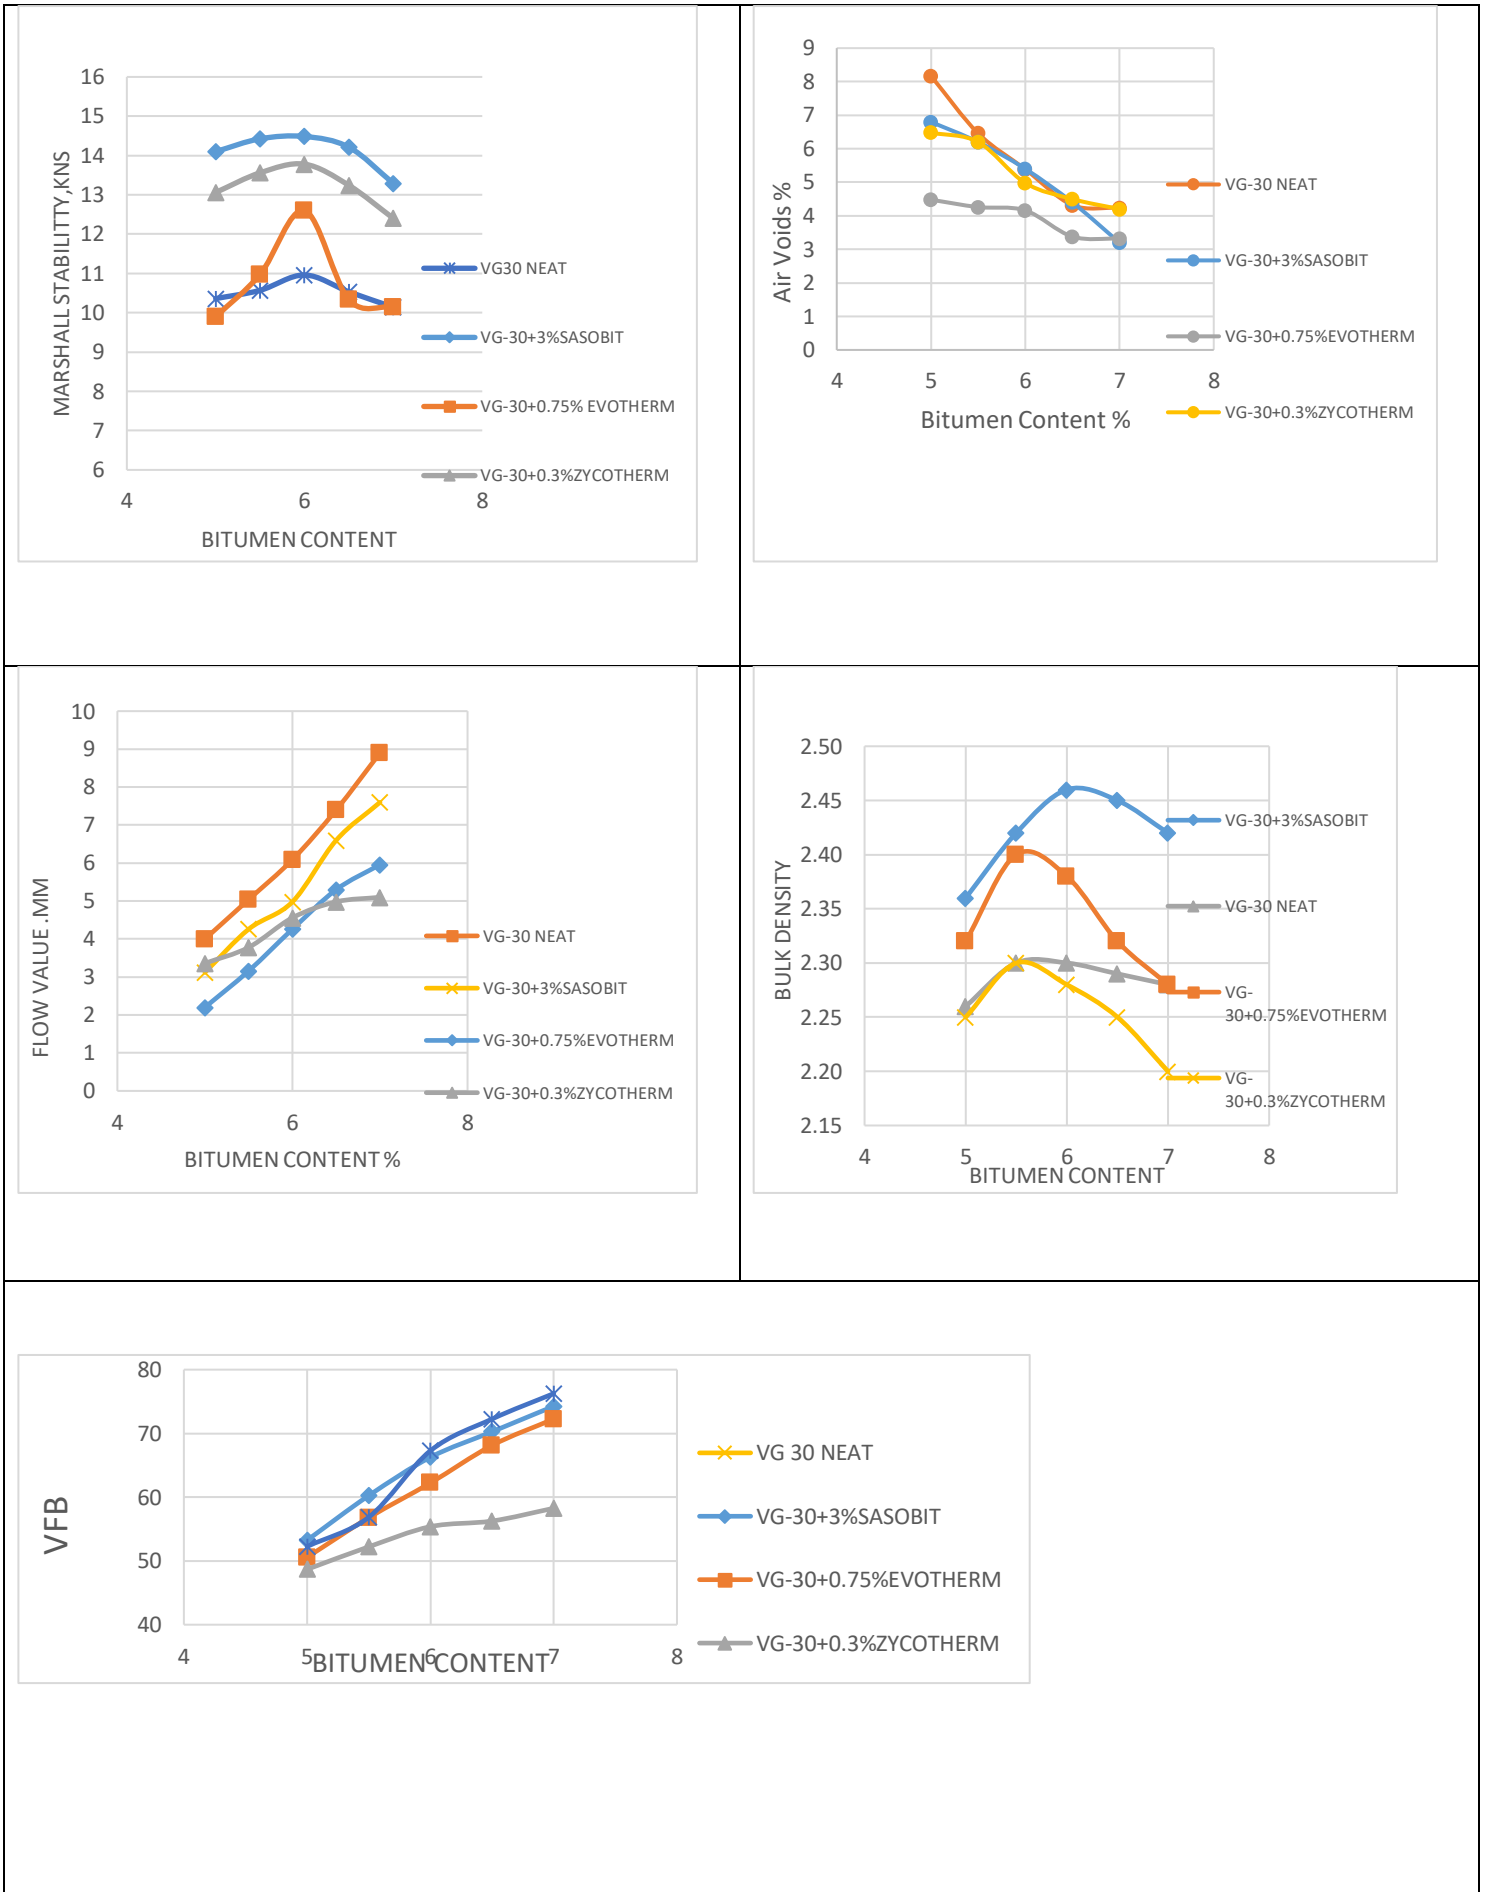 16
15
14
13
12
11
10
9
8
7
6
4
6
8
MARSHALL STABILITTY,KNS
BITUMEN CONTENT
VG30 NEAT
VG-30+3%SASOBIT
VG-30+0.75% EVOTHERM
VG-30+0.3%ZYCOTHERM
9
8
7
6
5
4
3
2
1
0
4
5
6
7
8
Air Voids %
Bitumen Content %
VG-30 NEAT
VG-30+3%SASOBIT
VG-30+0.75%EVOTHERM
VG-30+0.3%ZYCOTHERM
10
9
8
7
6
5
4
3
2
1
0
4
6
8
FLOW VALUE .MM
BITUMEN CONTENT %
VG-30 NEAT
VG-30+3%SASOBIT
VG-30+0.75%EVOTHERM
VG-30+0.3%ZYCOTHERM
2.50
2.45
2.40
2.35
2.30
2.25
2.20
2.15
4
5
6
7
8
BULK DENSITY
BITUMEN CONTENT
VG-30+3%SASOBIT
VG-30 NEAT
VG-
30+0.75%EVOTHERM
VG-
30+0.3%ZYCOTHERM
80
70
60
50
40
4
5
6
7
8
VFB
BITUMEN CONTENT
VG 30 NEAT
VG-30+3%SASOBIT
VG-30+0.75%EVOTHERM
VG-30+0.3%ZYCOTHERM